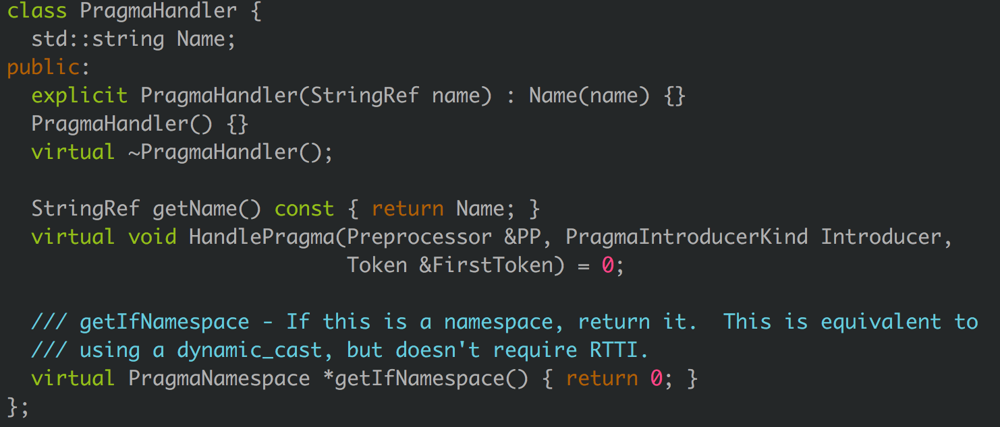 class PragmaHandler {
  std::string Name;
public:
  explicit PragmaHandler(StringRef name) : Name(name) {}
  PragmaHandler() {}
  virtual ~PragmaHandler();

  StringRef getName() const { return Name; }
  virtual void HandlePragma(Preprocessor &PP, PragmaIntroducerKind Introducer,
                            Token &FirstToken) = 0;

  /// getIfNamespace - If this is a namespace, return it.  This is equivalent to
  /// using a dynamic_cast, but doesn't require RTTI.
  virtual PragmaNamespace *getIfNamespace() { return 0; }
};